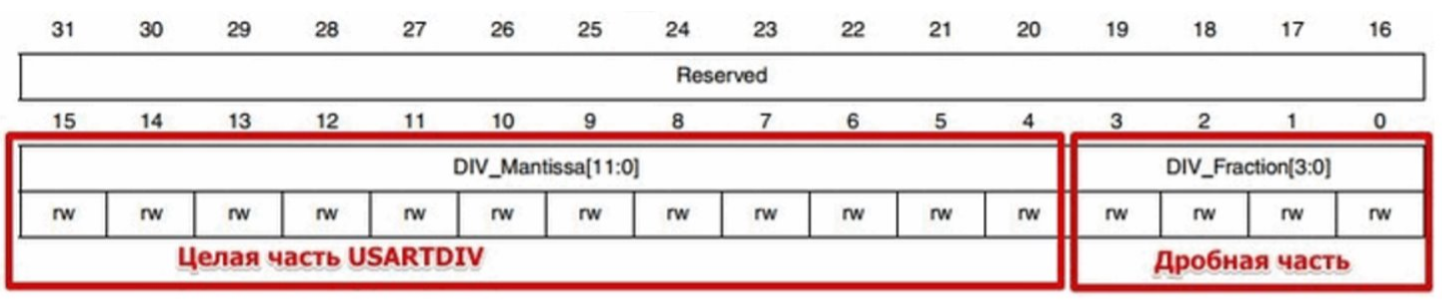 31 30 29 28 27 26 25 24 23 22 21 20 19 18 17 16
Reserved
15 14 13 12 11 10 9 8 7 6 5 4 3 2 1 0
DIV_Mantissa[11:0] DIV_Fraction[3:0]
rw rw rw rw rw rw rw rw rw rw rw rw rw rw rw rw
Целая часть USARTDIV Дробная часть